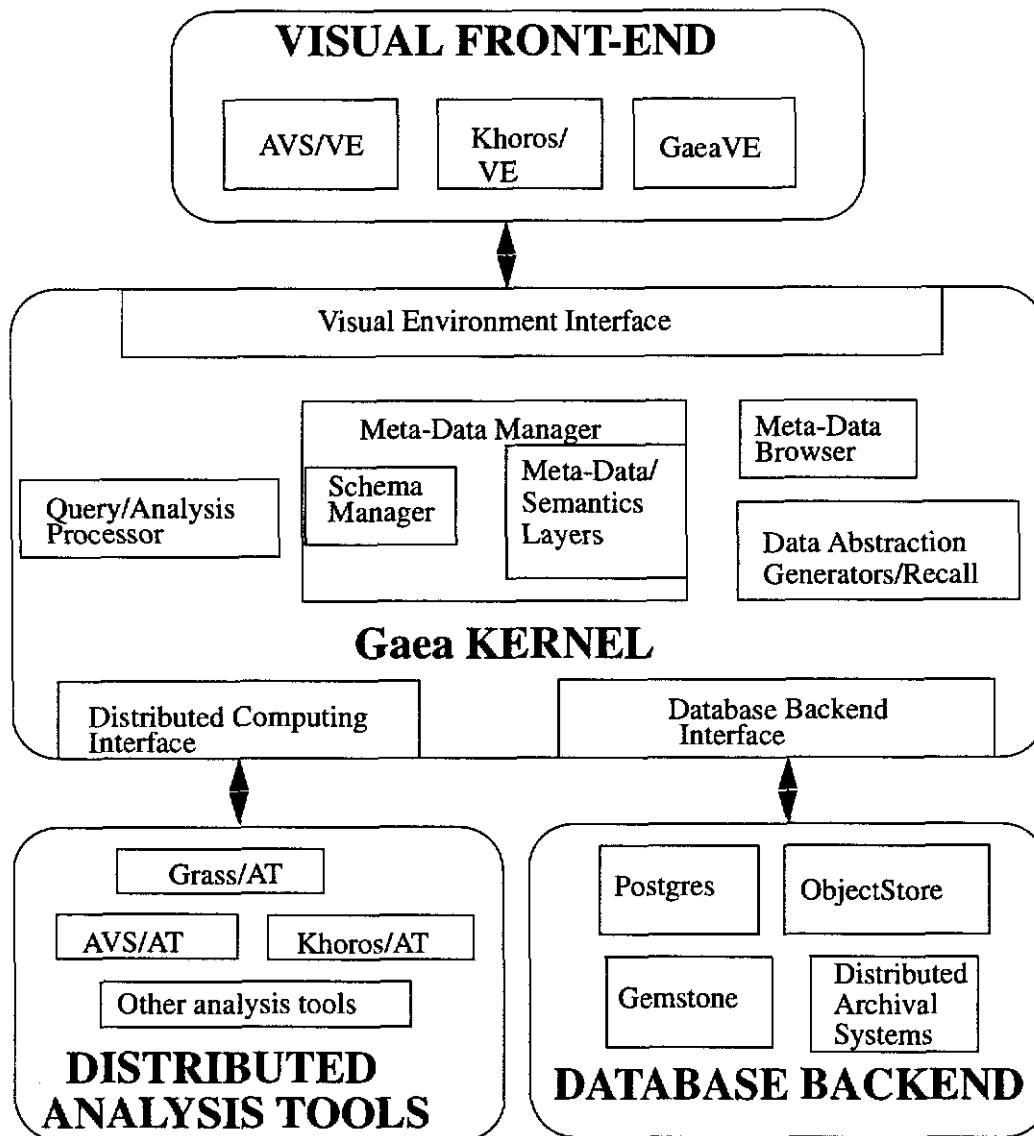 VISUAL FRONT-END
AVS/VE
Khoros/
VE
GaeaVE
Visual Environment Interface
Meta-Data Manager
Schema
Manager
Meta-Data/
Semantics
Layers
Meta-Data
Browser
Query/Analysis
Processor
Data Abstraction
Generators/Recall
Gaea KERNEL
Distributed Computing
Interface
Database Backend
Interface
Grass/AT
AVS/AT
Khoros/AT
Other analysis tools
DISTRIBUTED
ANALYSIS TOOLS
Postgres
ObjectStore
Gemstone
Distributed
Archival
Systems
DATABASE BACKEND